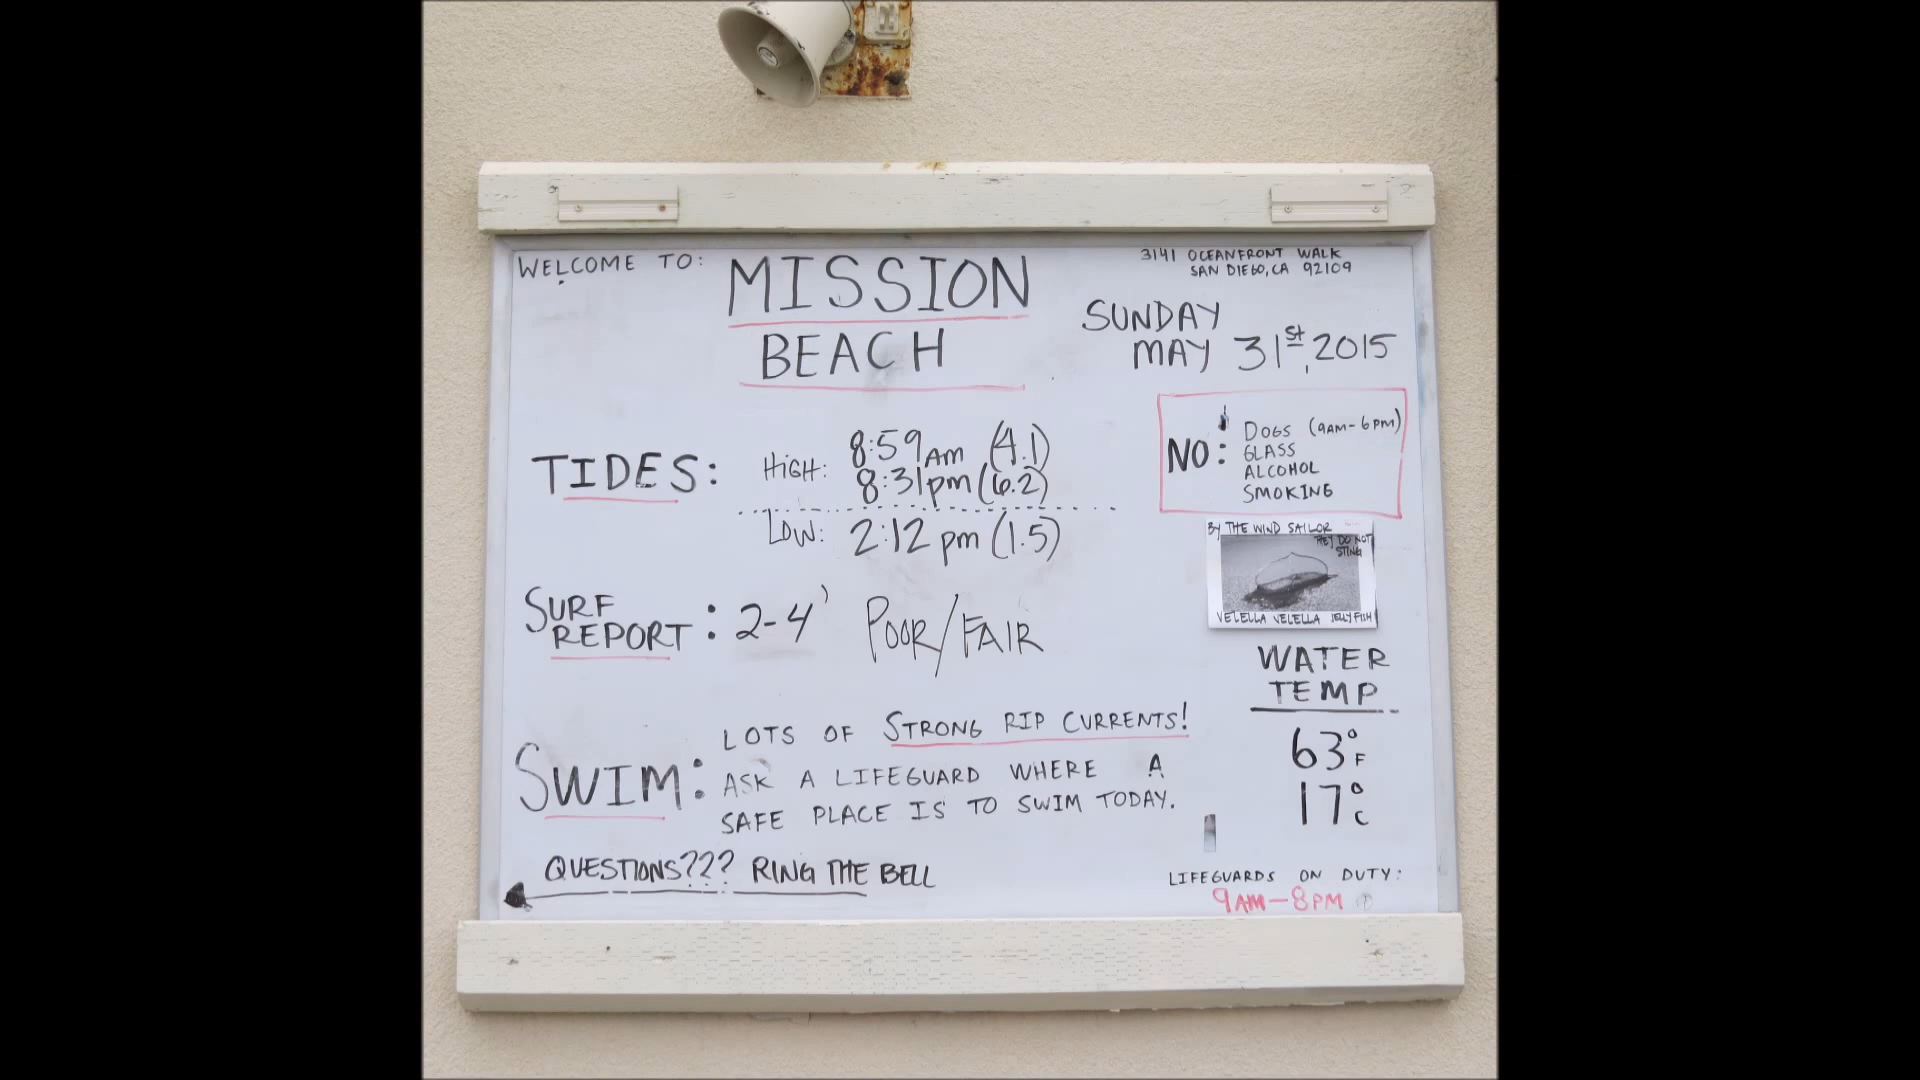 WELCOME TO:
MISSION
BEACH
3141 OCEANFRONT WALK
SAN DIEGO, CA 92109
SUNDAY
MAY 31st, 2015
TIDES:
HIGH: 8:59 AM (4.1)
8:31 pm (6.2)
LOW: 2:12 pm (1.5)
NO: DOGS (9AM-6PM)
GLASS
ALCOHOL
SMOKING
BY THE WIND SAILOR
THEY DO NOT
STING
VELELLA VELELLA JELLYFISH
SURF
REPORT: 2-4' POOR/FAIR
WATER
TEMP
63°F
17°C
SWIM: LOTS OF STRONG RIP CURRENTS!
ASK A LIFEGUARD WHERE A
SAFE PLACE IS TO SWIM TODAY.
QUESTIONS??? RING THE BELL
LIFEGUARDS ON DUTY:
9AM-8PM